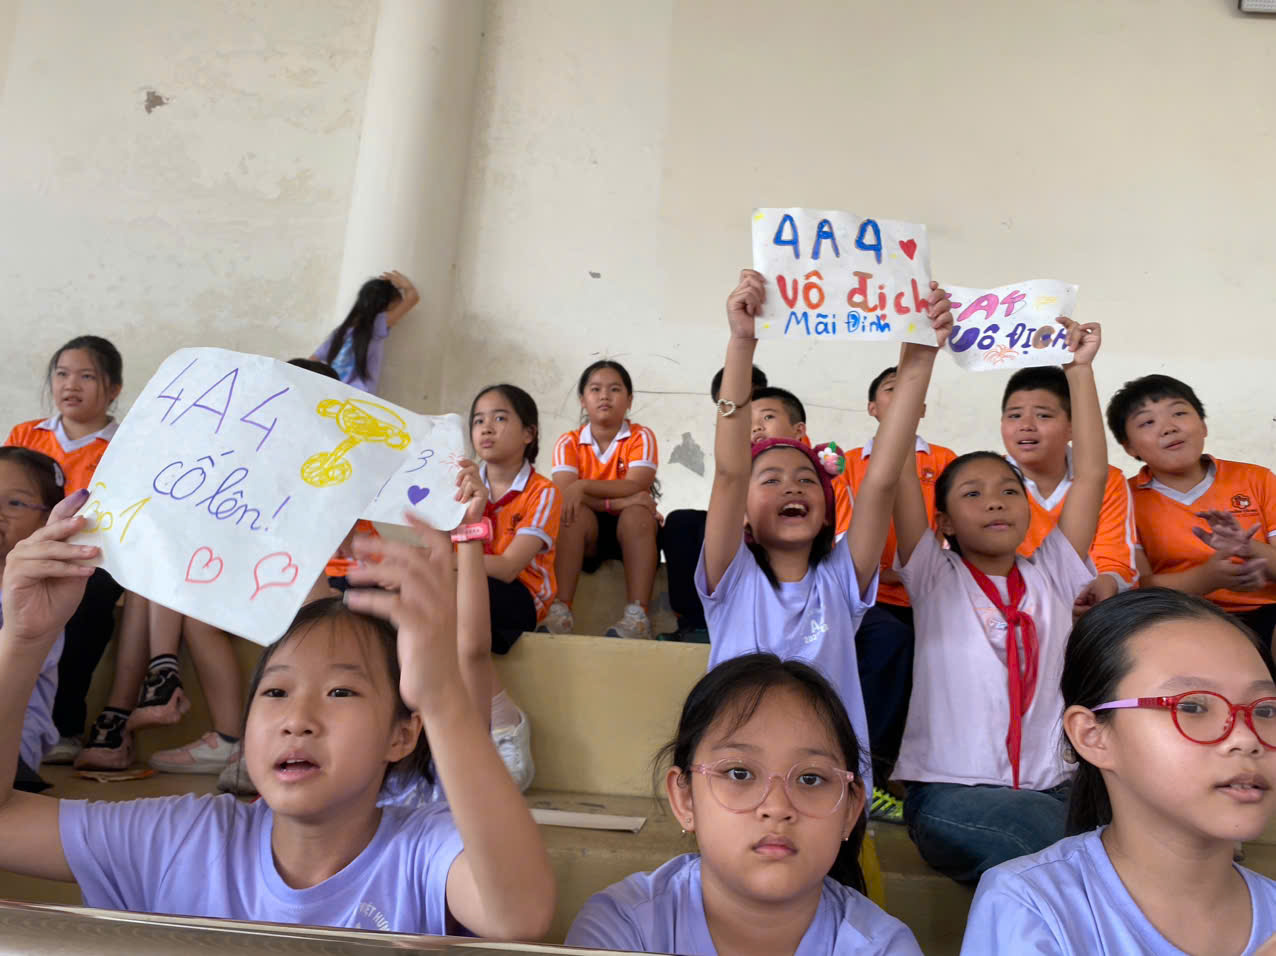 4A4
CỐ lên!
4A4
VÔ địch
Mãi Đỉnh
4A4
VÔ ĐỊCH